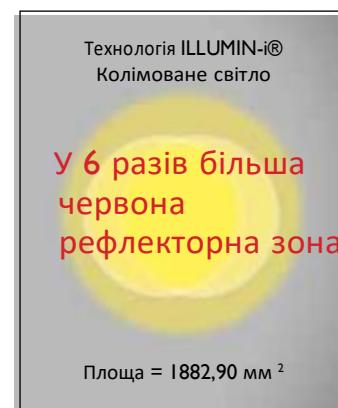 Технологія ILLUMIN-i®
Колімоване світло
У 6 разів більша
червона
рефлекторна зона
Площа = 1882,90 мм ²